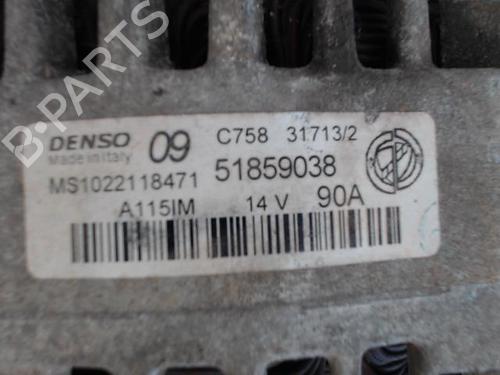 B-PARTS
DENSO 09 C758 31713/2
Made in Italy
MS1022118471 51859038
A115IM 14 V 90A